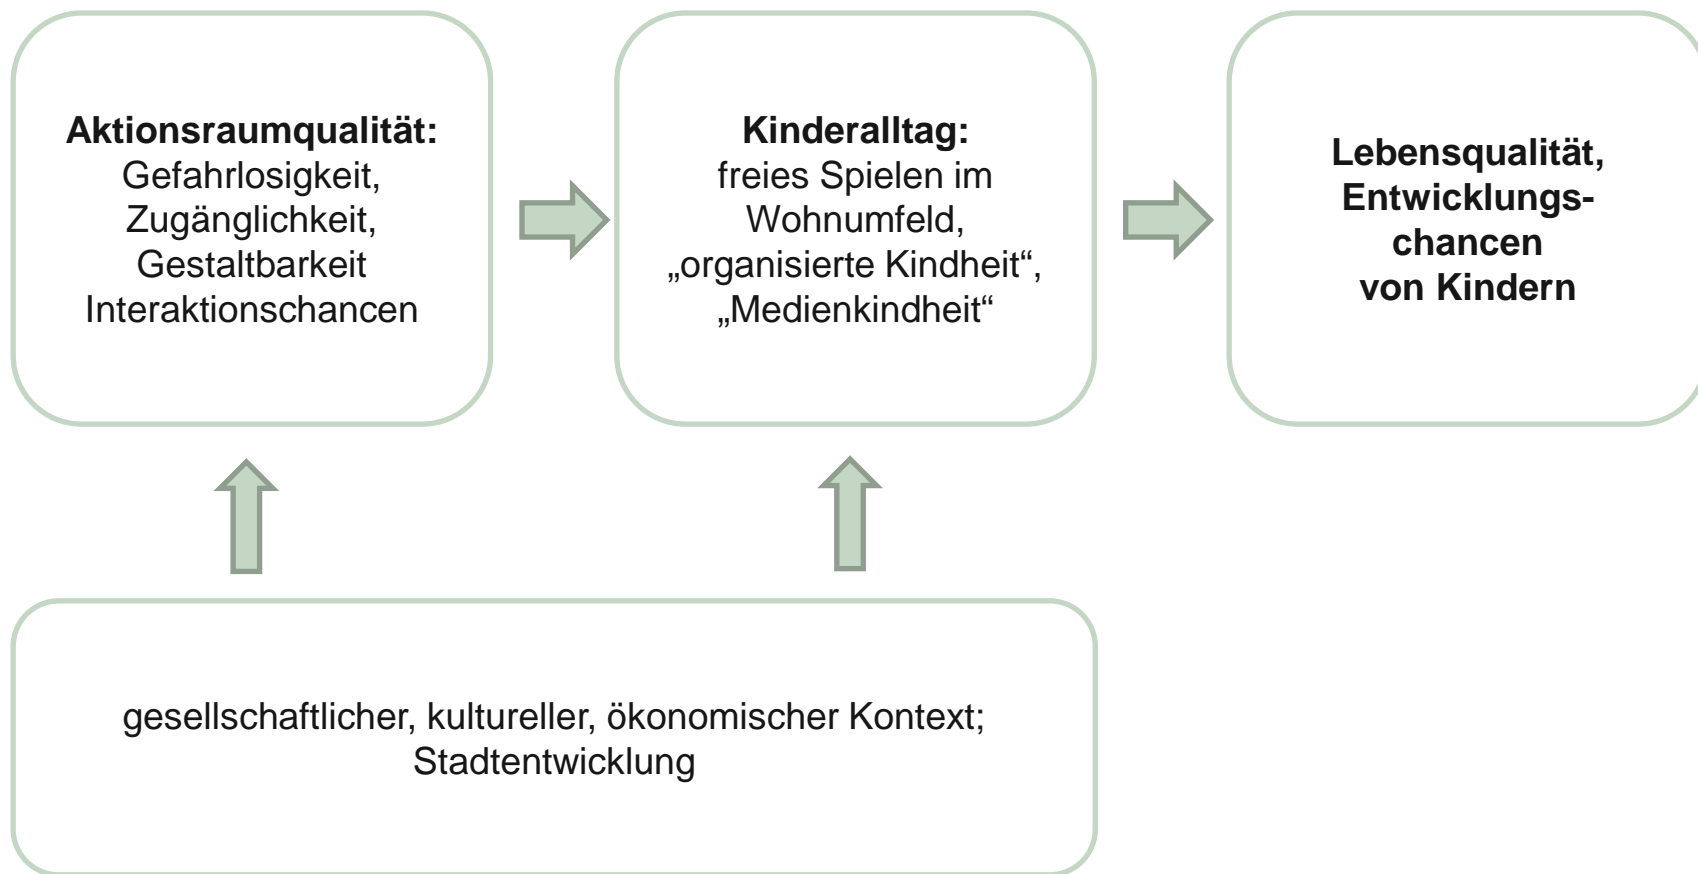 Aktionsraumqualität:
Gefahrlosigkeit,
Zugänglichkeit,
Gestaltbarkeit
Interaktionschancen
Kinderalltag:
freies Spielen im
Wohnumfeld,
„organisierte Kindheit“,
„Medienkindheit“
Lebensqualität,
Entwicklungs-
chancen
von Kindern
gesellschaftlicher, kultureller, ökonomischer Kontext;
Stadtentwicklung